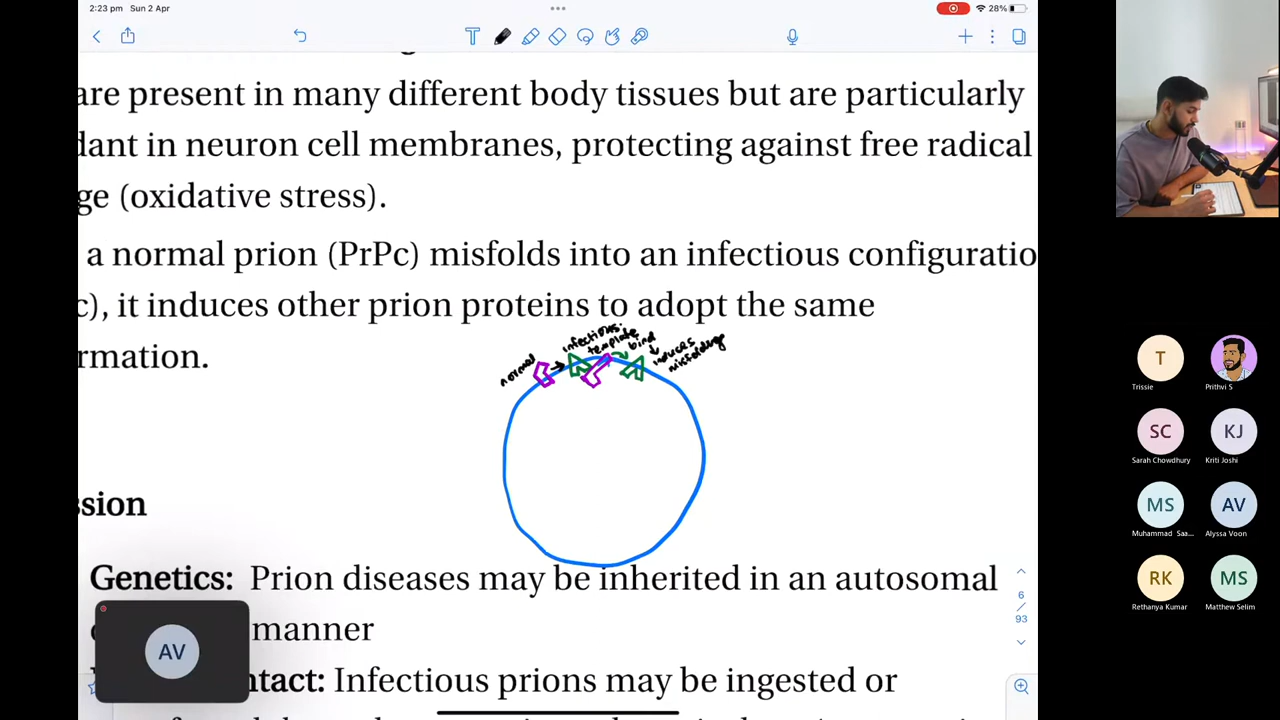 2:23 pm Sun 2 Apr
28%
are present in many different body tissues but are particularly
dant in neuron cell membranes, protecting against free radical
ge (oxidative stress).
a normal prion (PrPc) misfolds into an infectious configuratio
c), it induces other prion proteins to adopt the same
rmation.
normal
infectious
template
bind
induces
misfolding
ssion
Genetics: Prion diseases may be inherited in an autosomal
manner
ntact: Infectious prions may be ingested or
6
/
93
AV
T
Trissie
Prithvi S
SC
Sarah Chowdhury
KJ
Kriti Joshi
MS
Muhammad Saa...
AV
Alyssa Voon
RK
Rethanya Kumar
MS
Matthew Selim